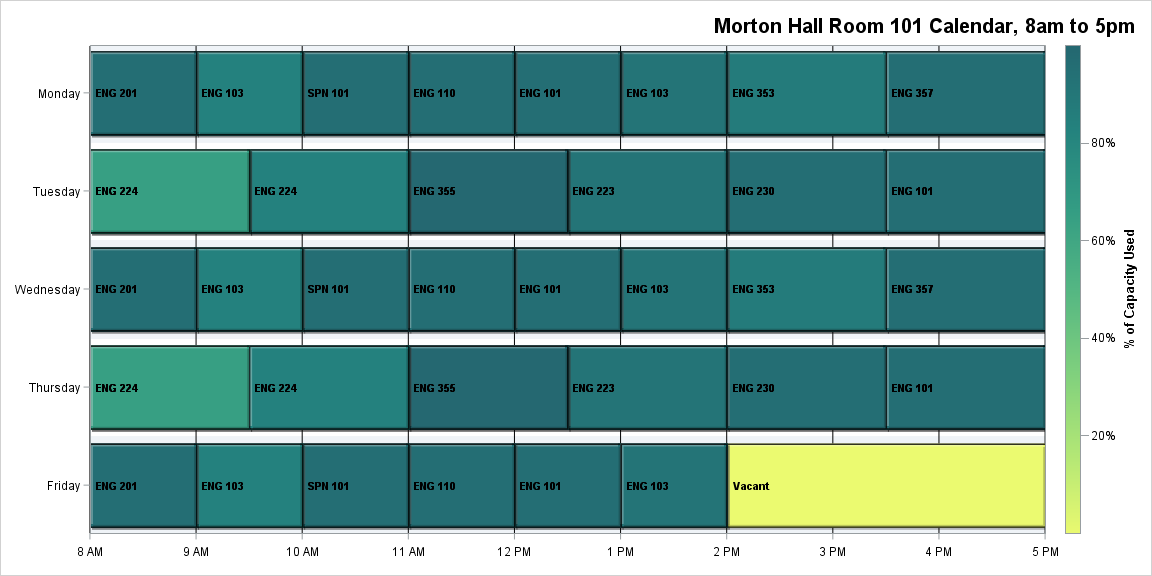 Morton Hall Room 101 Calendar, 8am to 5pm
Monday ENG 201 ENG 103 SPN 101 ENG 110 ENG 101 ENG 103 ENG 353 ENG 357
80%
Tuesday ENG 224 ENG 224 ENG 355 ENG 223 ENG 230 ENG 101
60%
% of Capacity Used
Wednesday ENG 201 ENG 103 SPN 101 ENG 110 ENG 101 ENG 103 ENG 353 ENG 357
40%
Thursday ENG 224 ENG 224 ENG 355 ENG 223 ENG 230 ENG 101
20%
Friday ENG 201 ENG 103 SPN 101 ENG 110 ENG 101 ENG 103 Vacant
8 AM 9 AM 10 AM 11 AM 12 PM 1 PM 2 PM 3 PM 4 PM 5 PM